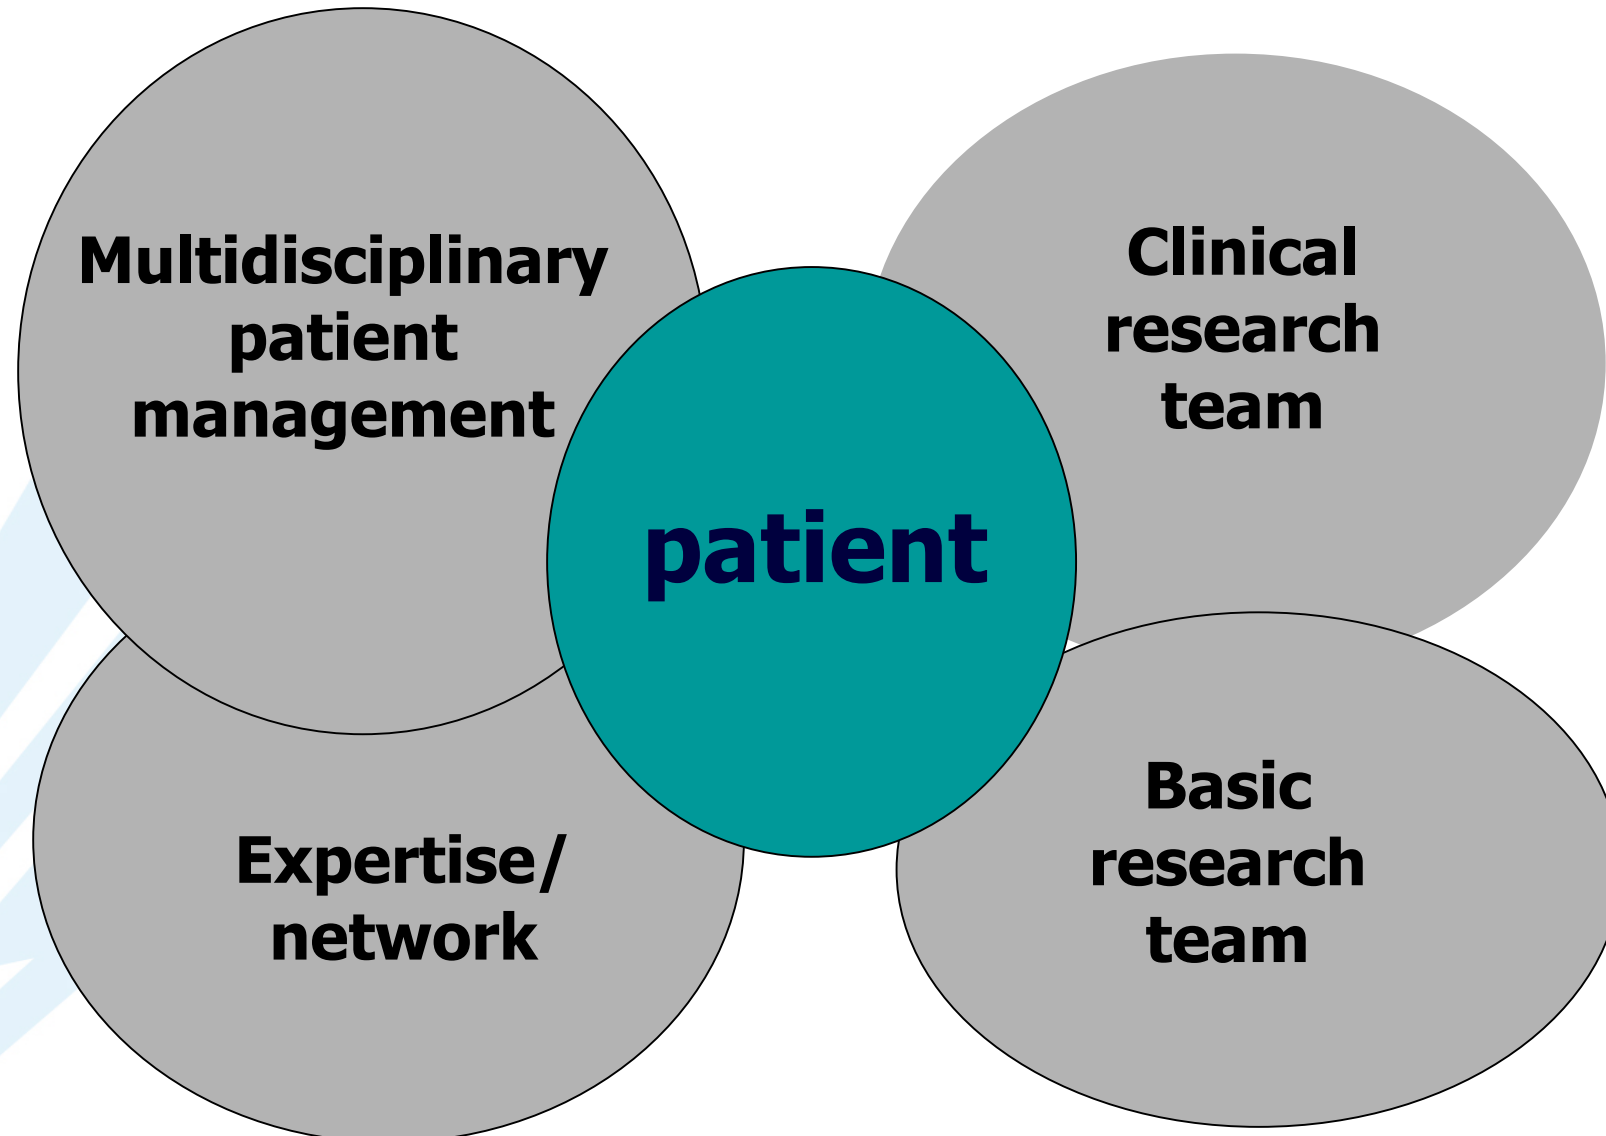 Multidisciplinary
patient
management
Clinical
research
team
patient
Expertise/
network
Basic
research
team